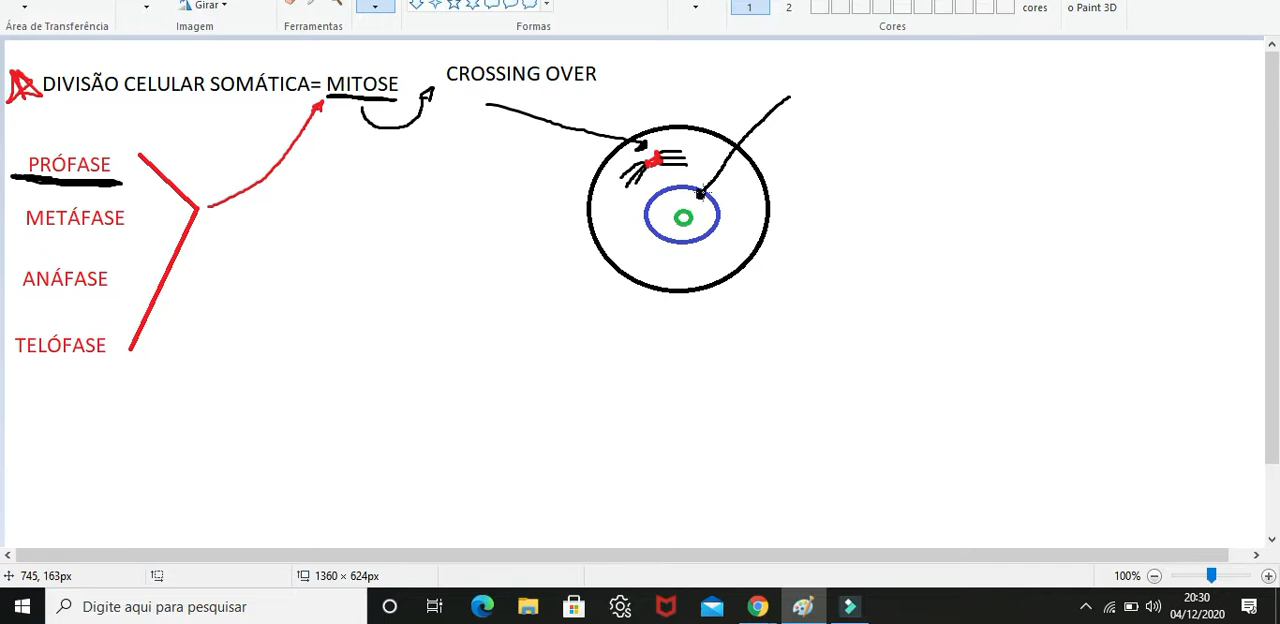 Girar
1
2
cores
o Paint 3D
Área de Transferência
Imagem
Ferramentas
Formas
Cores
DIVISÃO CELULAR SOMÁTICA= MITOSE
CROSSING OVER
PRÓFASE
METÁFASE
ANÁFASE
TELÓFASE
745, 163px
1360 × 624px
100%
Digite aqui para pesquisar
20:30
04/12/2020